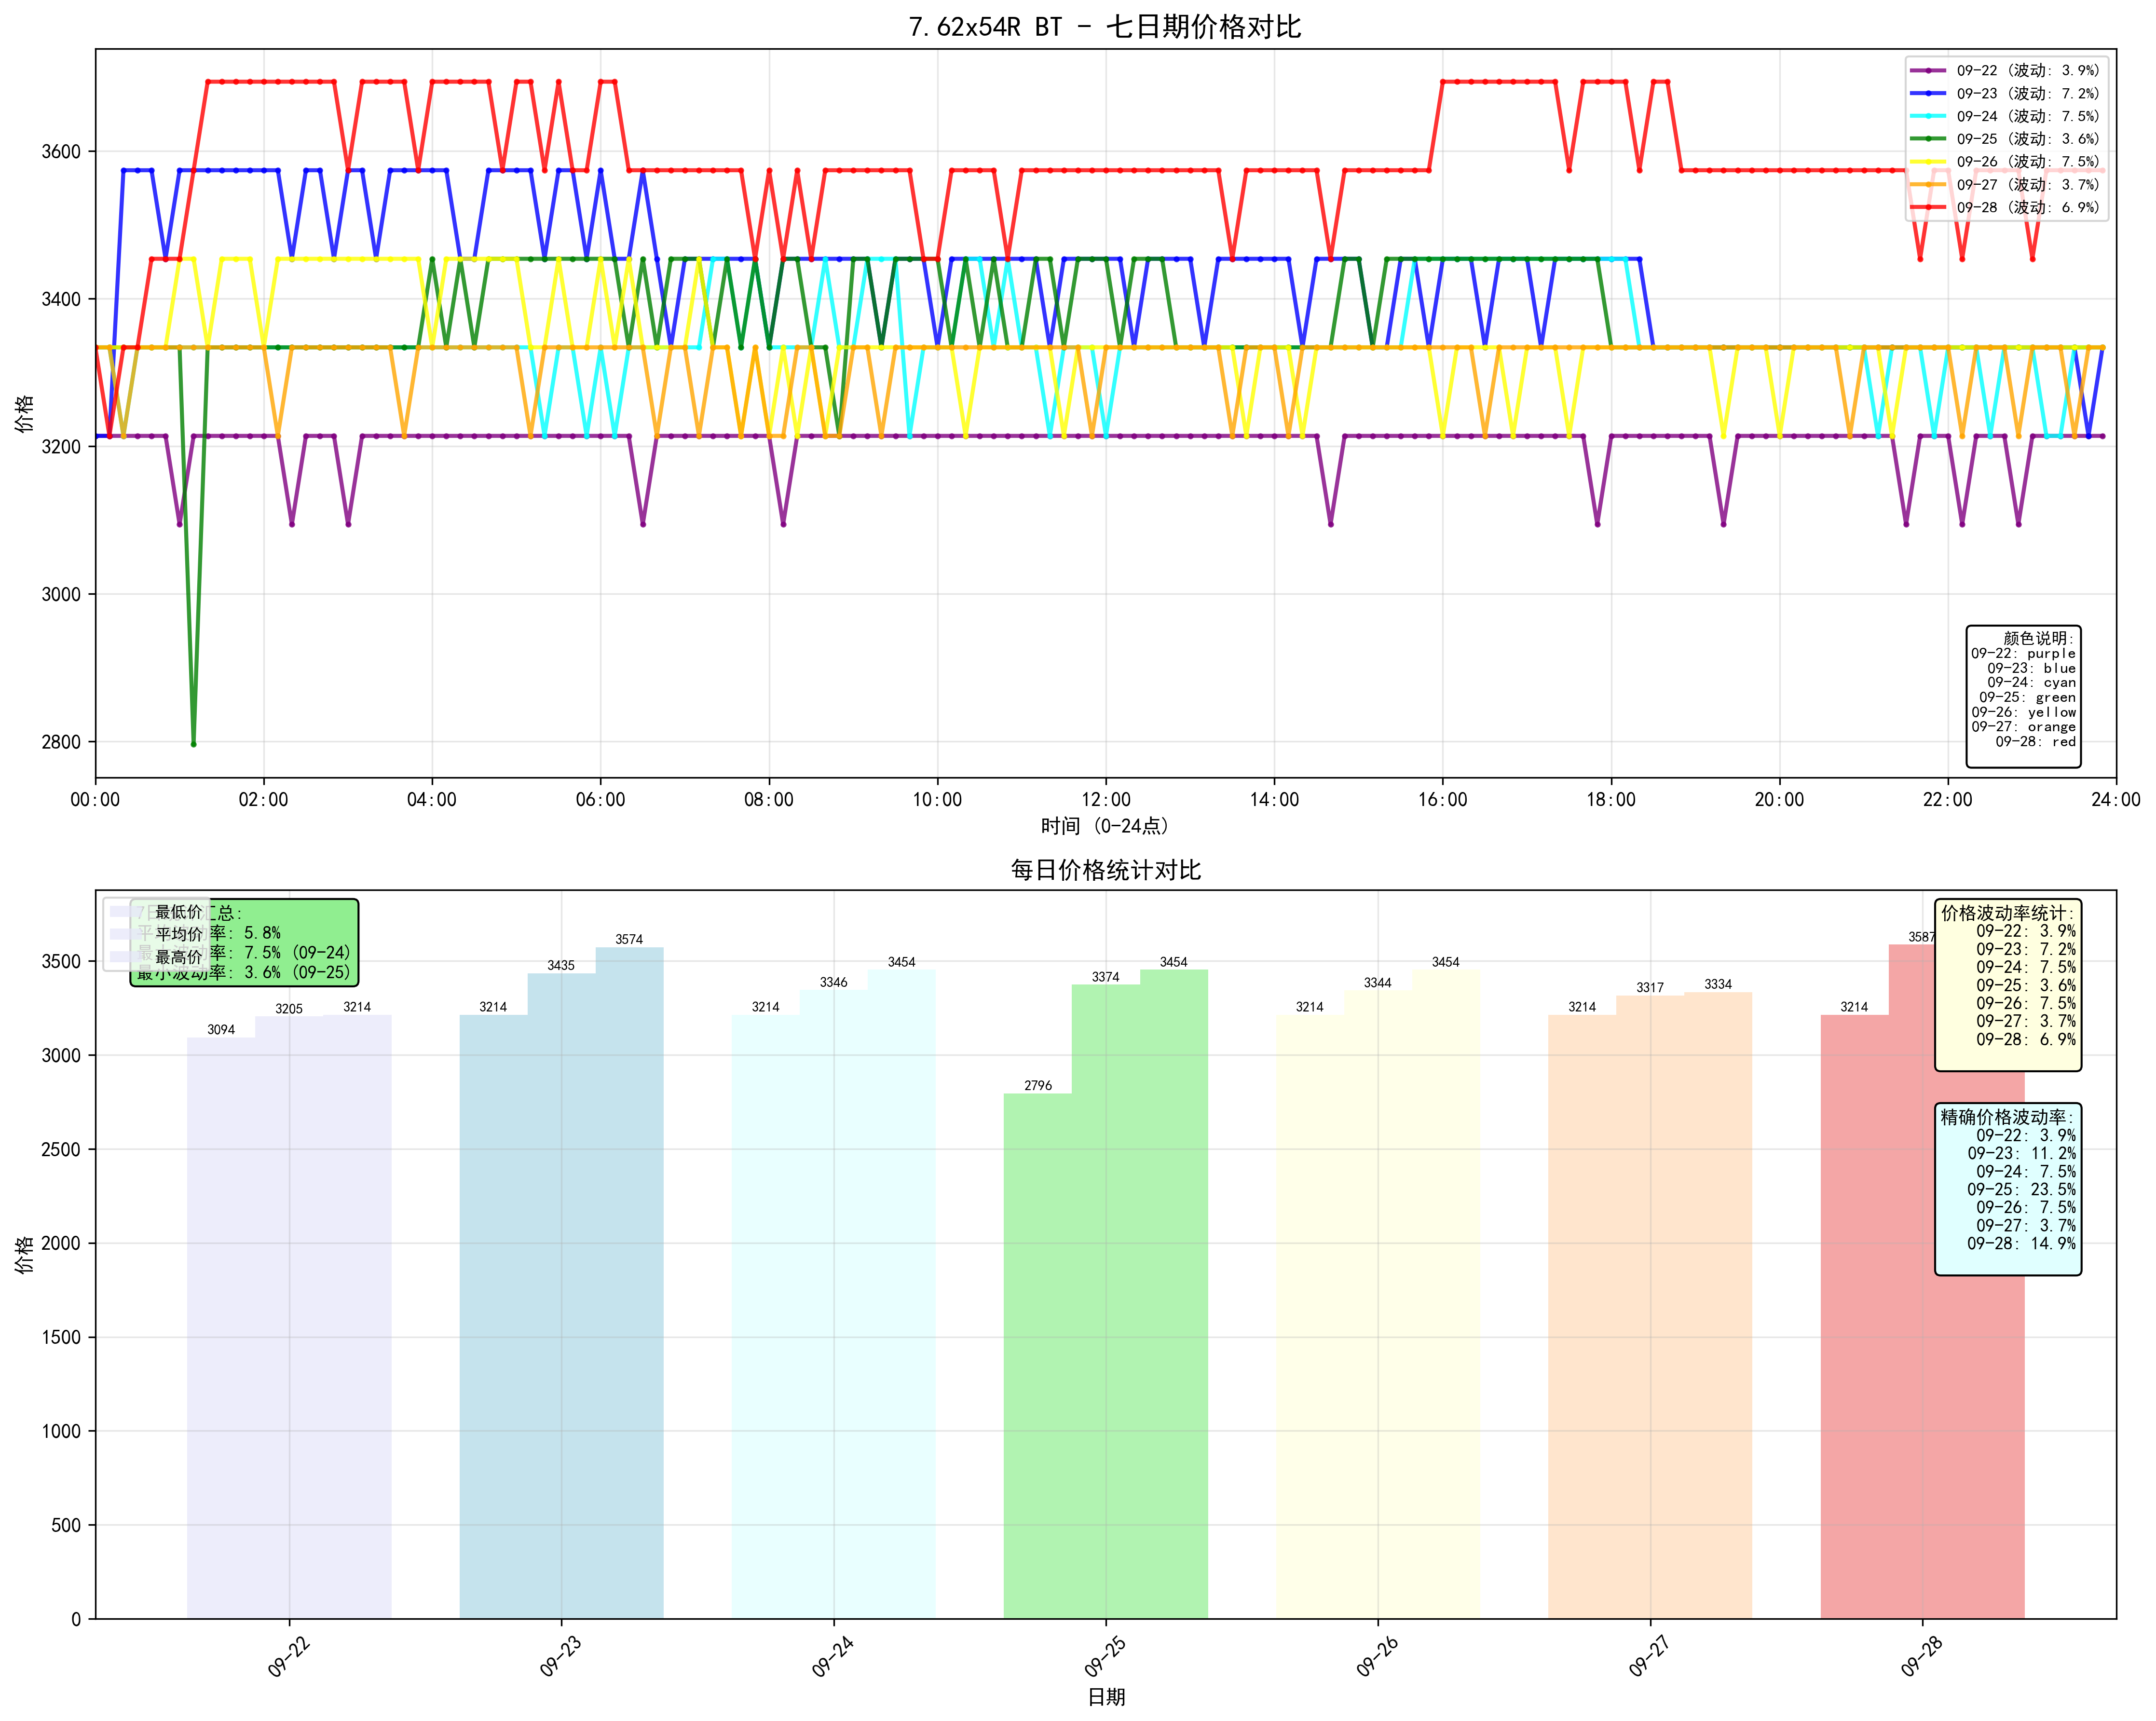 7.62x54R BT - 七日期价格对比
价格
3600
3400
3200
3000
2800
09-22 (波动: 3.9%)
09-23 (波动: 7.2%)
09-24 (波动: 7.5%)
09-25 (波动: 3.6%)
09-26 (波动: 7.5%)
09-27 (波动: 3.7%)
09-28 (波动: 6.9%)
颜色说明:
09-22: purple
09-23: blue
09-24: cyan
09-25: green
09-26: yellow
09-27: orange
09-28: red
00:00 02:00 04:00 06:00 08:00 10:00 12:00 14:00 16:00 18:00 20:00 22:00 24:00
时间 (0-24点)
每日价格统计对比
价格
3500
3000
2500
2000
1500
1000
500
0
最低价
平均价
最高价
7日 汇总:
率: 5.8%
率: 7.5% (09-24)
最小波动率: 3.6% (09-25)
3094 3205 3214
3214 3435 3574
3214 3346 3454
2796 3374 3454
3214 3344 3454
3214 3317 3334
3214 3587
价格波动率统计:
09-22: 3.9%
09-23: 7.2%
09-24: 7.5%
09-25: 3.6%
09-26: 7.5%
09-27: 3.7%
09-28: 6.9%
精确价格波动率:
09-22: 3.9%
09-23: 11.2%
09-24: 7.5%
09-25: 23.5%
09-26: 7.5%
09-27: 3.7%
09-28: 14.9%
09-22 09-23 09-24 09-25 09-26 09-27 09-28
日期